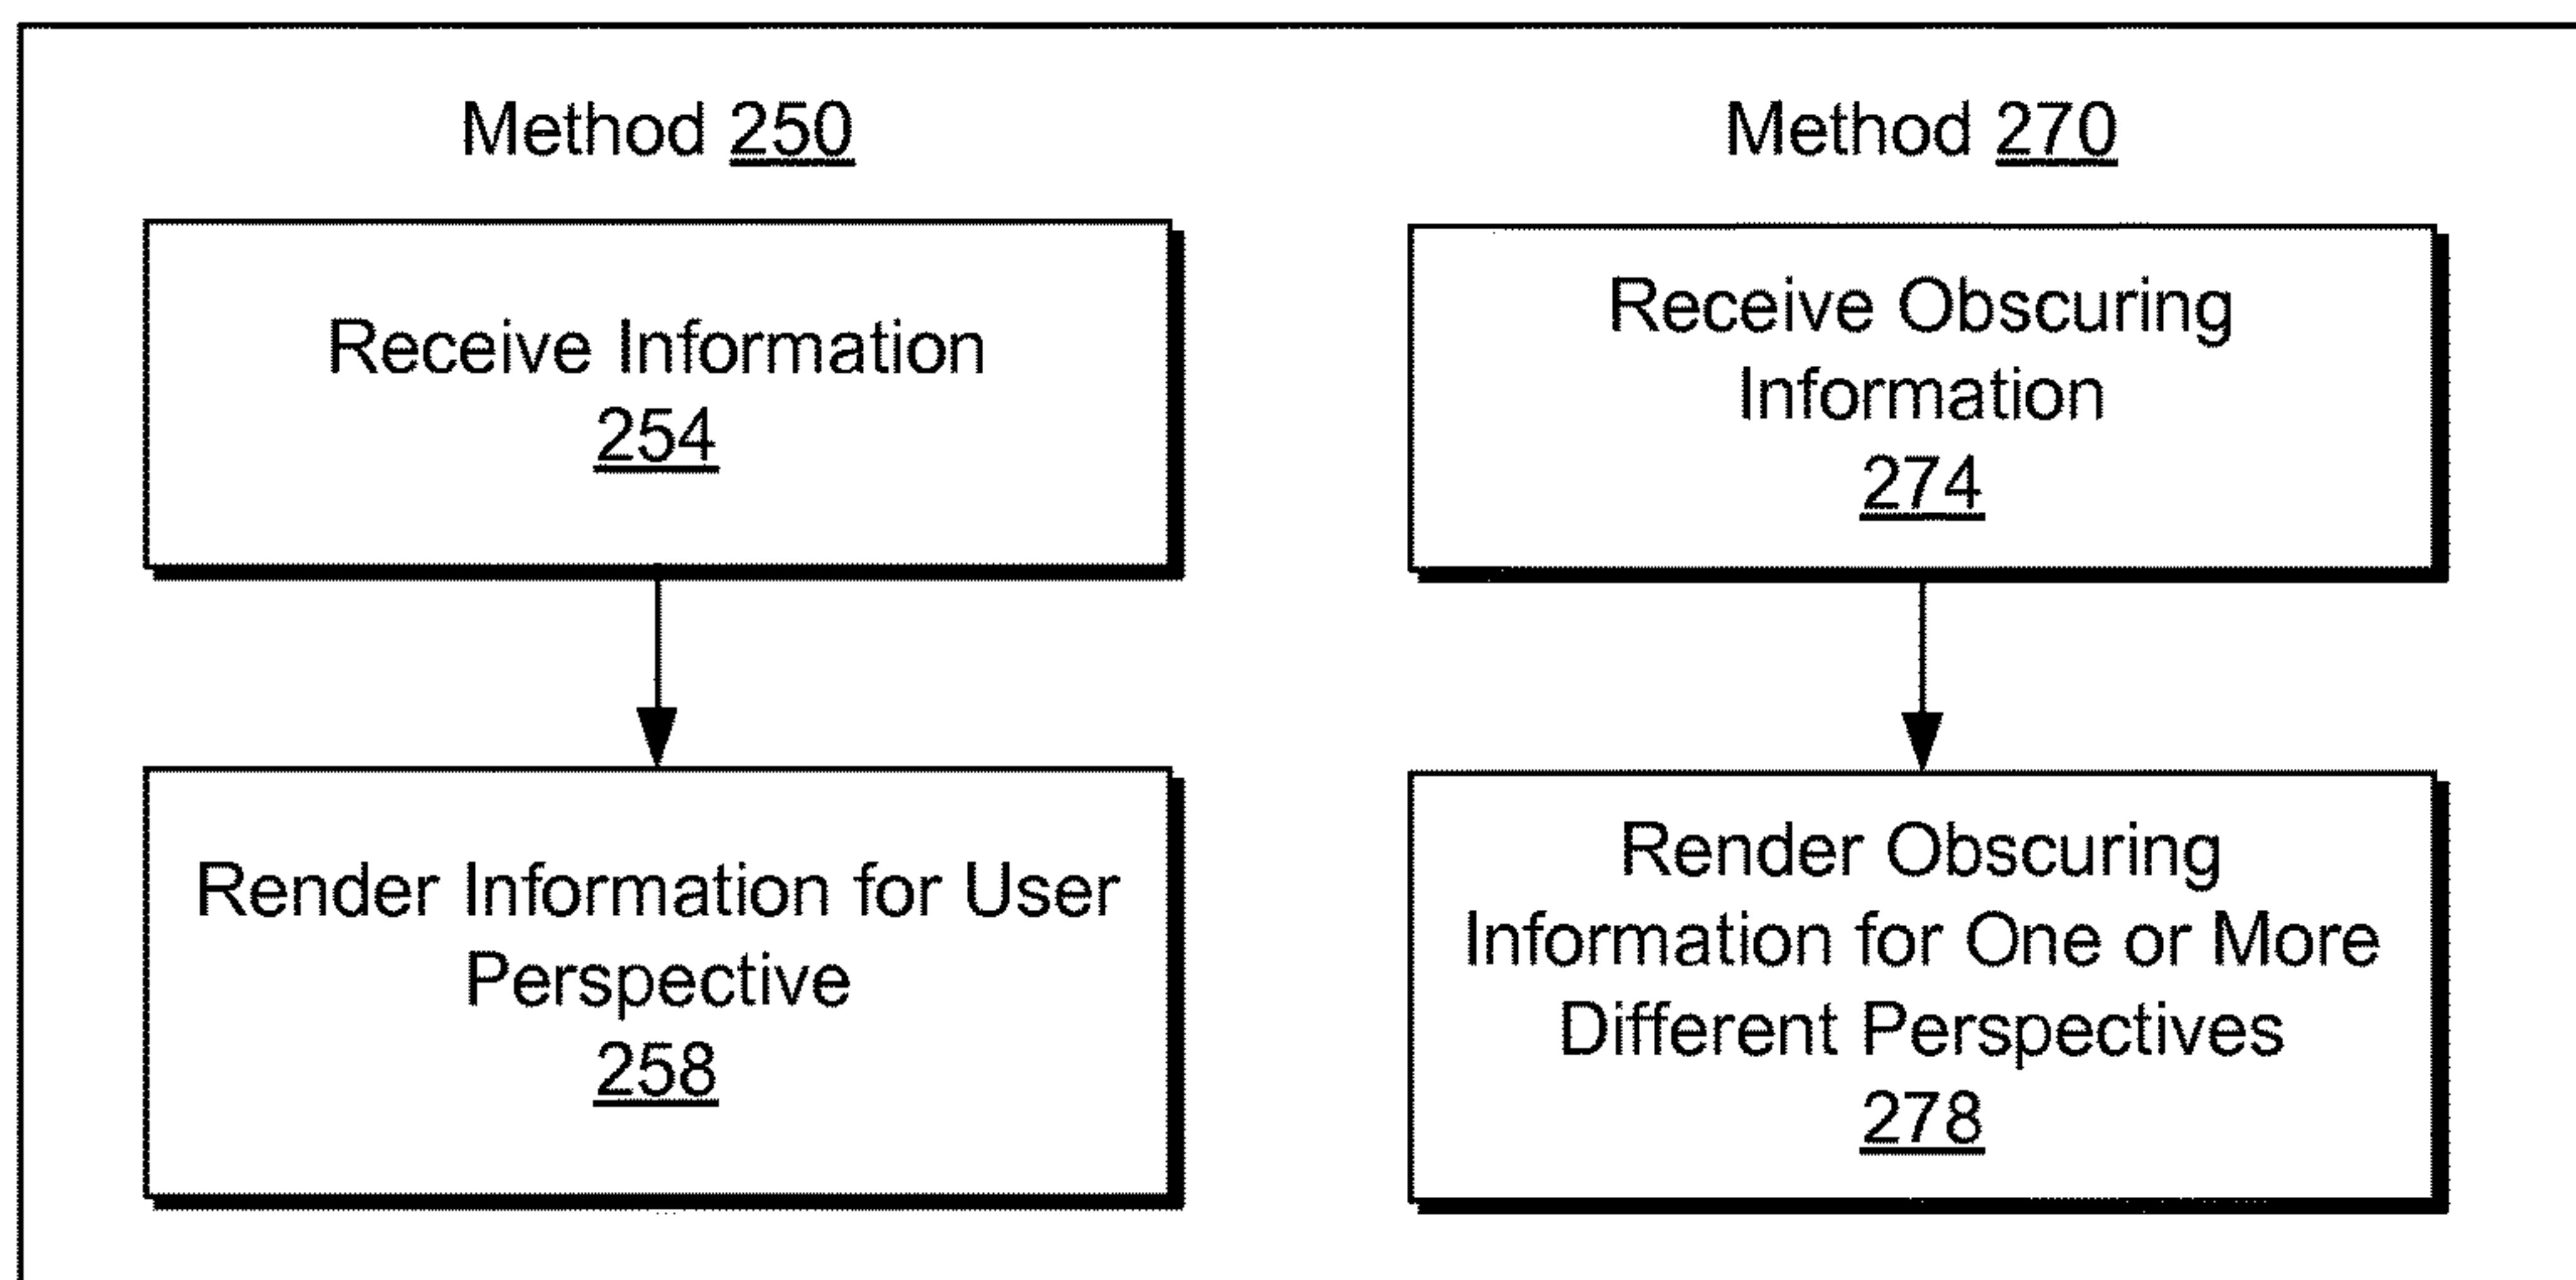 Method 250
Receive Information
254
Render Information for User
Perspective
258
Method 270
Receive Obscuring
Information
274
Render Obscuring
Information for One or More
Different Perspectives
278